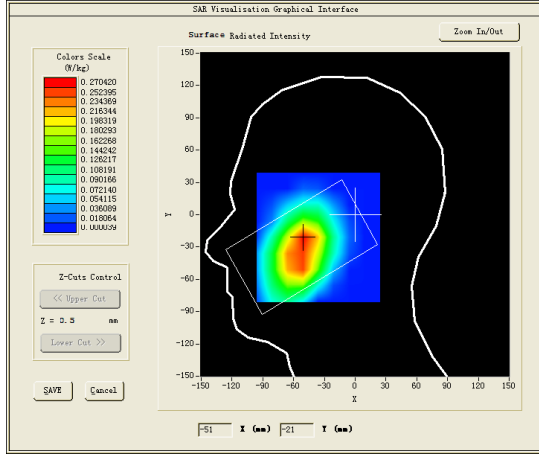 SAR Visualisation Graphical Interface
Surface Radiated Intensity
Zoom In/Out
Colors Scale
(W/kg)
0.270420
0.252395
0.234369
0.216344
0.198319
0.180293
0.162268
0.144242
0.126217
0.108191
0.090166
0.072140
0.054115
0.036089
0.018064
0.000039
Z-Cuts Control
<< Upper Cut
Z = 3.5 mm
Lower Cut >>
SAVE
Cancel
150
120
90
60
30
0
-30
-60
-90
-120
-150
Y
-150 -120 -90 -60 -30 0 30 60 90 120 150
X
-51 X (mm) -21 Y (mm)